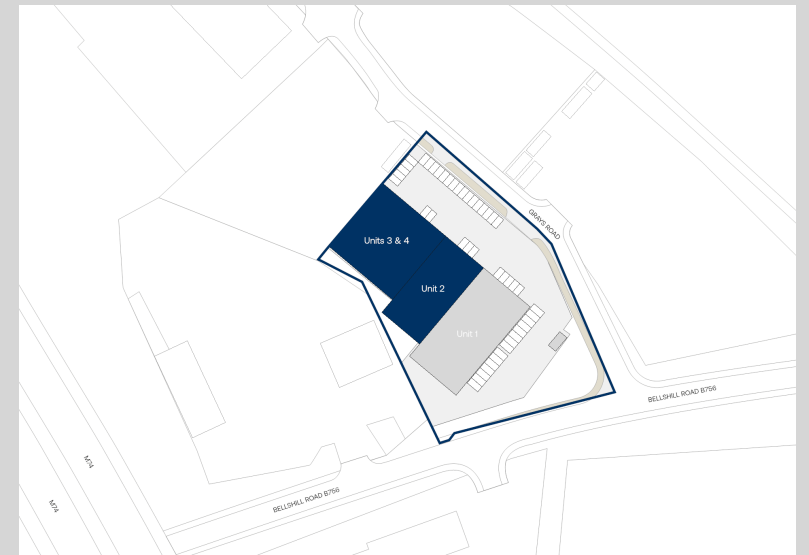 GRAYS ROAD
Units 3 & 4
Unit 2
Unit 1
BELLSHILL ROAD B756
M74
BELLSHILL ROAD B756
M74